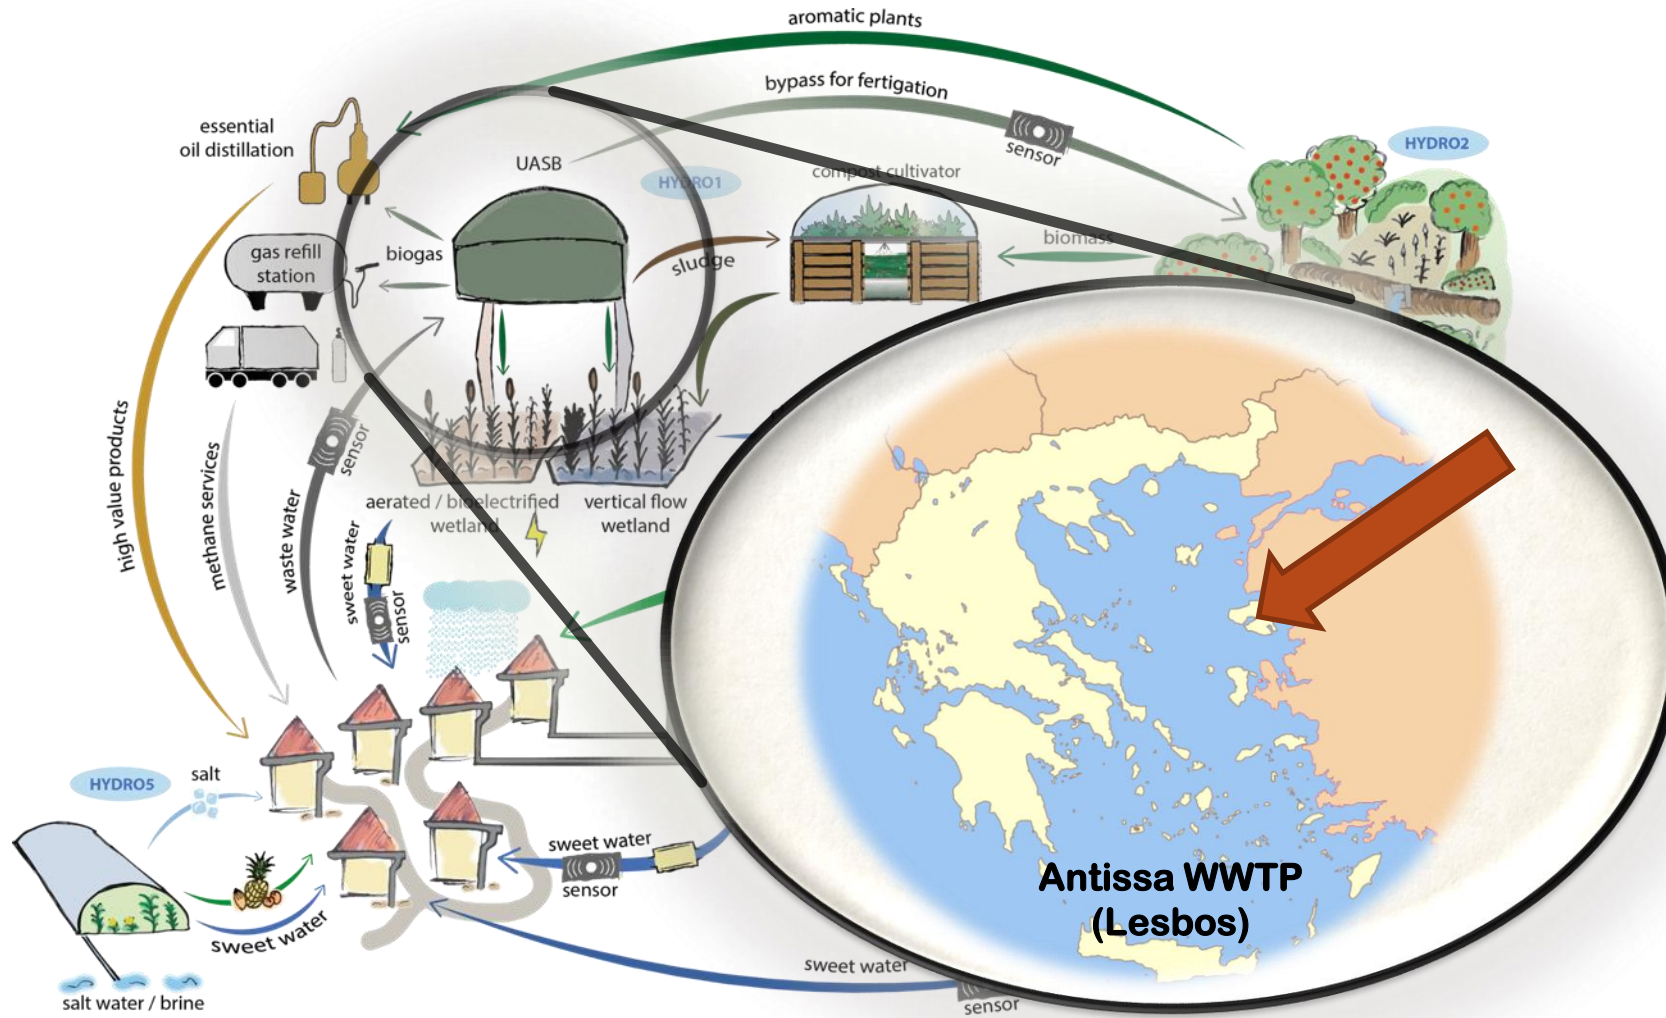 aromatic plants
bypass for fertigation
sensor
HYDRO2
essential
oil distillation
UASB
HYDRO1
compost cultivator
gas refill
station
biogas
sludge
biomass
high value products
methane services
waste water
sensor
aerated / bioelectrified
wetland
vertical flow
wetland
sweet water
sensor
HYDRO5
salt
sweet water
sensor
sweet water
salt water / brine
sweet water
sensor
Antissa WWTP
(Lesbos)